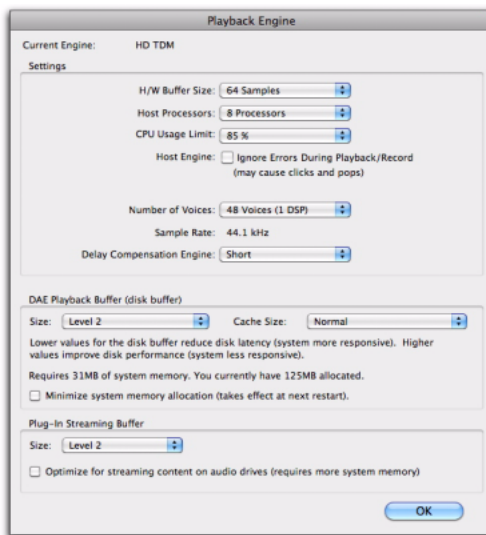 Playback Engine
Current Engine: HD TDM
Settings
H/W Buffer Size: 64 Samples
Host Processors: 8 Processors
CPU Usage Limit: 85 %
Host Engine: Ignore Errors During Playback/Record
(may cause clicks and pops)
Number of Voices: 48 Voices (1 DSP)
Sample Rate: 44.1 kHz
Delay Compensation Engine: Short
DAE Playback Buffer (disk buffer)
Size: Level 2 Cache Size: Normal
Lower values for the disk buffer reduce disk latency (system more responsive). Higher
values improve disk performance (system less responsive).
Requires 31MB of system memory. You currently have 125MB allocated.
Minimize system memory allocation (takes effect at next restart).
Plug-In Streaming Buffer
Size: Level 2
Optimize for streaming content on audio drives (requires more system memory)
OK